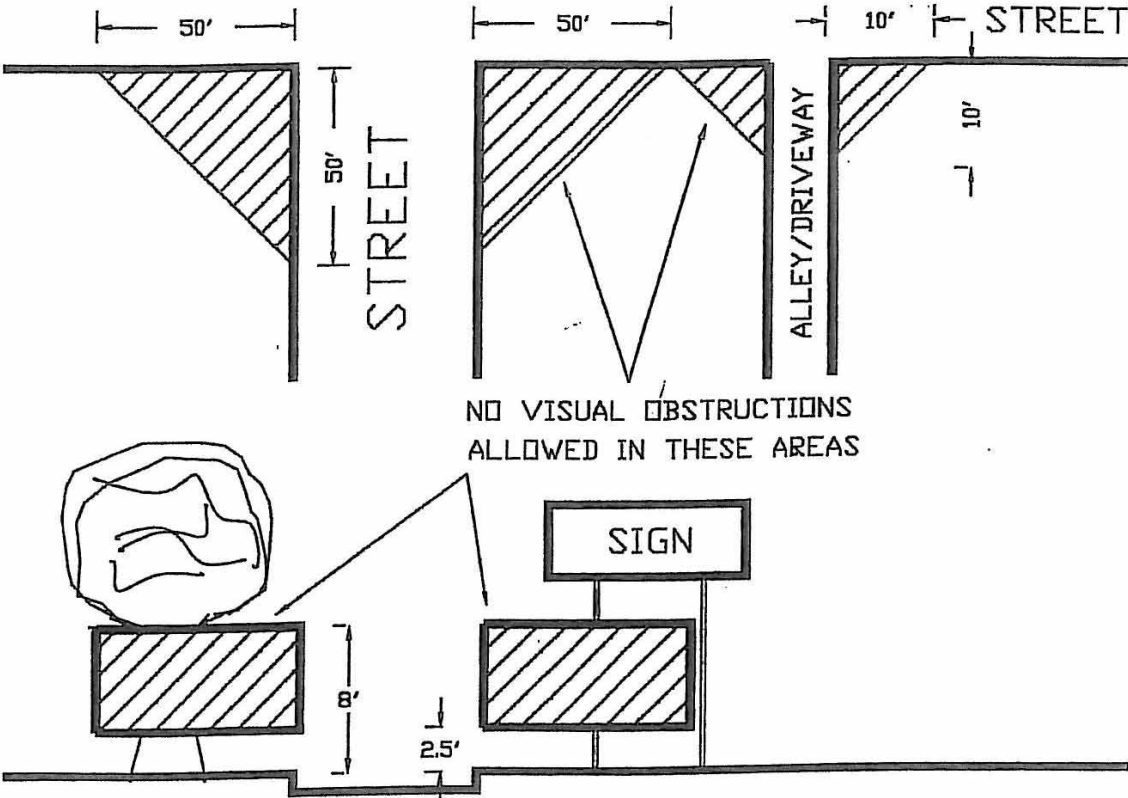 50'
50'
10'
STREET
50'
STREET
ALLEY/DRIVEWAY
10'
NO VISUAL OBSTRUCTIONS
ALLOWED IN THESE AREAS
SIGN
8'
2.5'